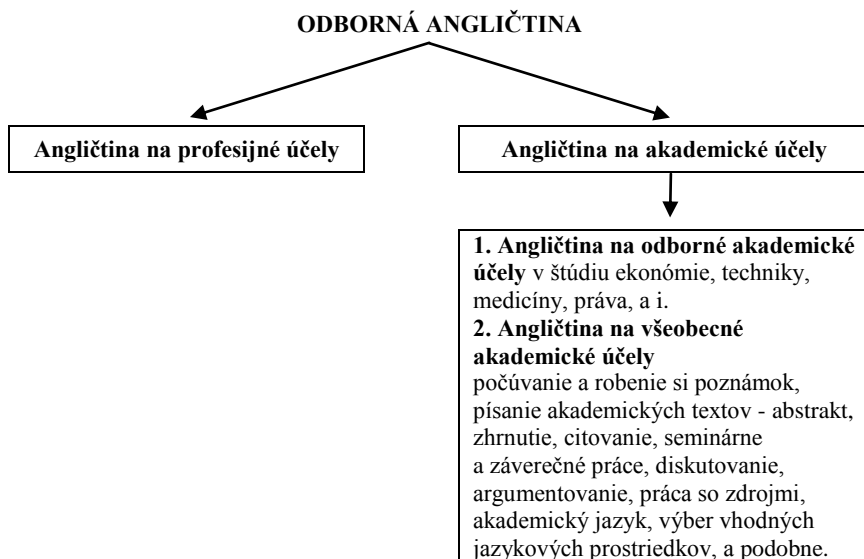 ODBORNÁ ANGLIČTINA
Angličtina na profesijné účely
Angličtina na akademické účely
1. Angličtina na odborné akademické
účely v štúdiu ekonómie, techniky,
medicíny, práva, a i.
2. Angličtina na všeobecné
akademické účely
počúvanie a robenie si poznámok,
písanie akademických textov - abstrakt,
zhrnutie, citovanie, seminárne
a záverečné práce, diskutovanie,
argumentovanie, práca so zdrojmi,
akademický jazyk, výber vhodných
jazykových prostriedkov, a podobne.